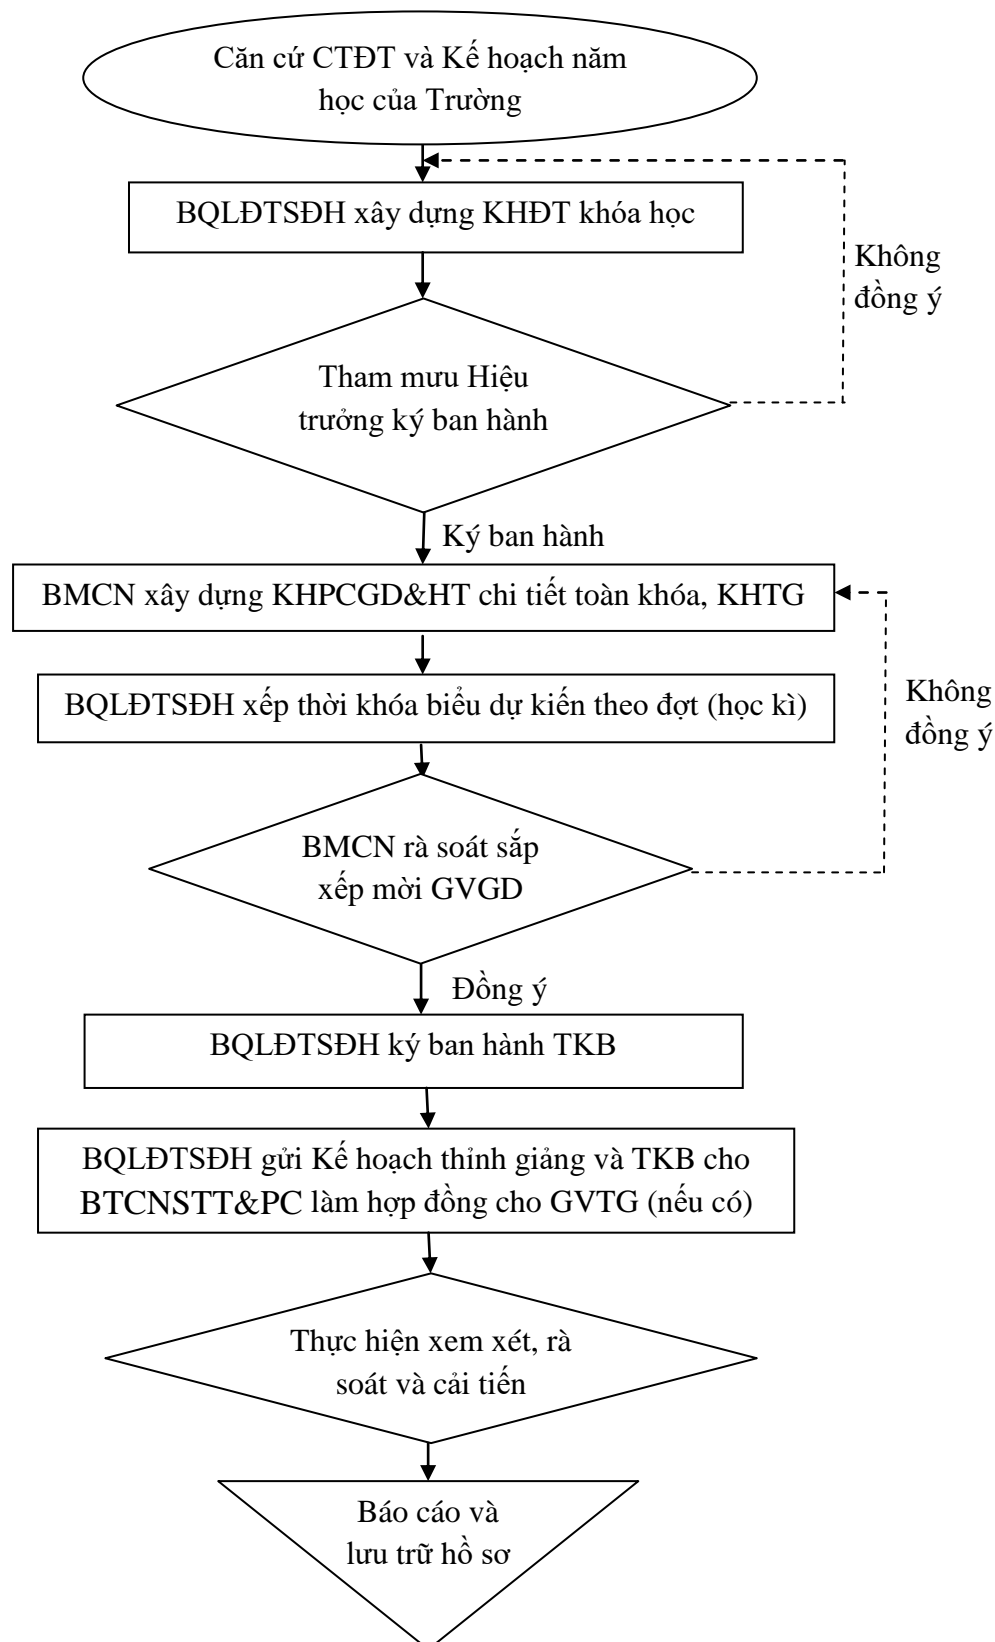 Căn cứ CTĐT và Kế hoạch năm
học của Trường
BQLĐTSĐH xây dựng KHĐT khóa học
Không
đồng ý
Tham mưu Hiệu
trưởng ký ban hành
Ký ban hành
BMCN xây dựng KHPCGD&HT chi tiết toàn khóa, KHTG
BQLĐTSĐH xếp thời khóa biểu dự kiến theo đợt (học kì)
Không
đồng ý
BMCN rà soát sắp
xếp mời GVGD
Đồng ý
BQLĐTSĐH ký ban hành TKB
BQLĐTSĐH gửi Kế hoạch thỉnh giảng và TKB cho
BTCNSTT&PC làm hợp đồng cho GVTG (nếu có)
Thực hiện xem xét, rà
soát và cải tiến
Báo cáo và
lưu trữ hồ sơ